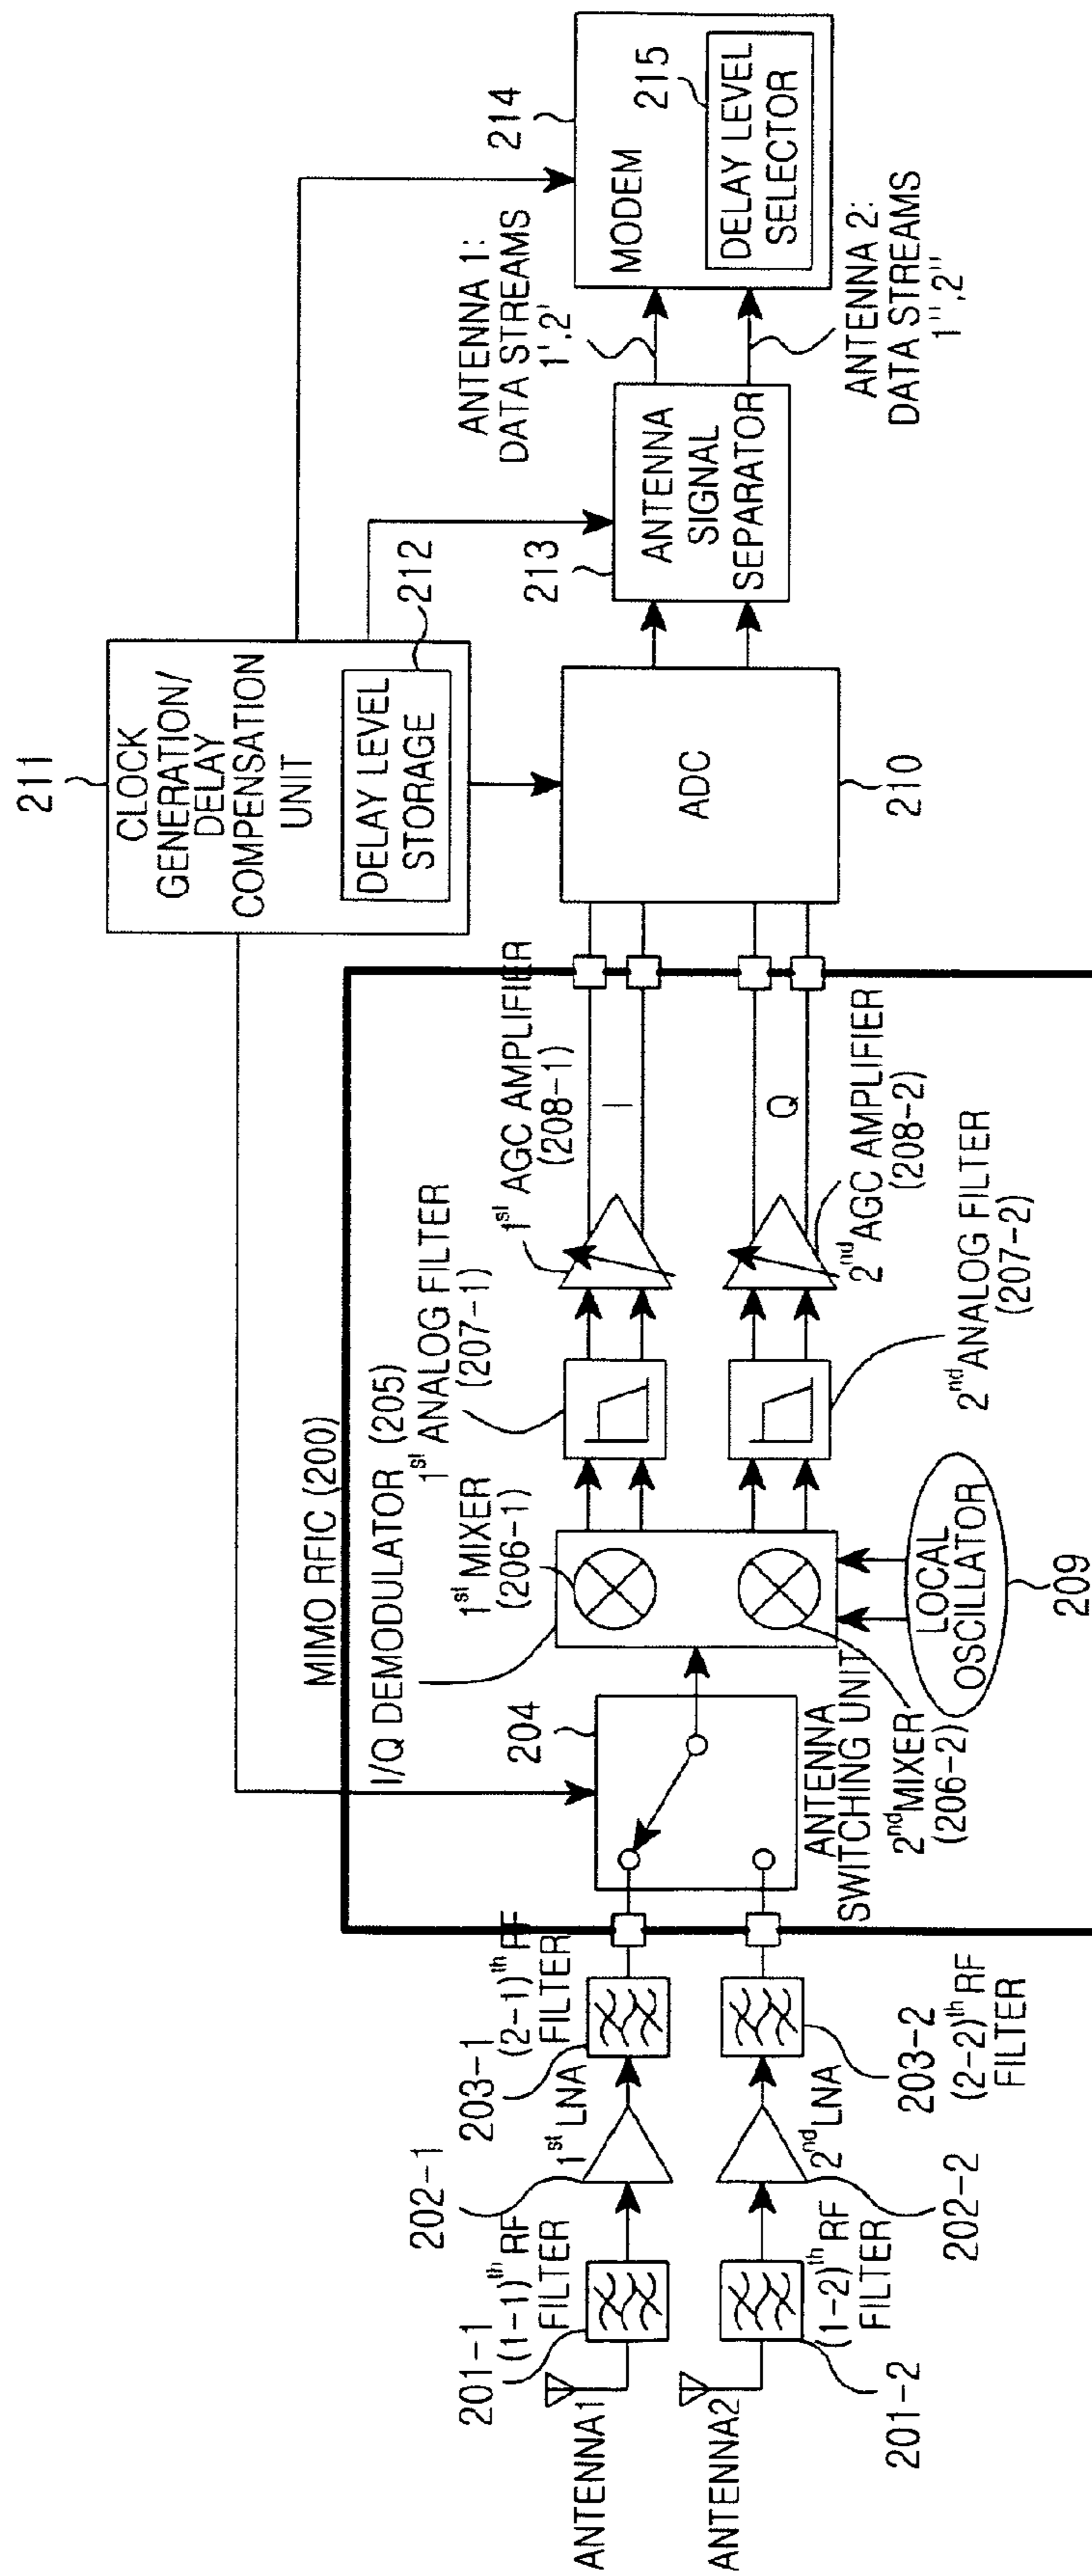 211
CLOCK
GENERATION/
DELAY
COMPENSATION
UNIT
DELAY LEVEL
STORAGE
212
214
MODEM
215
DELAY LEVEL
SELECTOR
ANTENNA 1:
DATA STREAMS
1',2'
ANTENNA 2:
DATA STREAMS
1'',2''
213
ANTENNA
SIGNAL
SEPARATOR
ADC
210
MIMO RFIC (200)
I/Q DEMODULATOR (205)
1st MIXER
(206-1)
1st ANALOG FILTER
(207-1)
1st AGC AMPLIFIER
(208-1)
I
Q
2nd AGC AMPLIFIER
(208-2)
2nd ANALOG FILTER
(207-2)
LOCAL
OSCILLATOR
209
2nd MIXER
(206-2)
204
ANTENNA
SWITCHING UNIT
203-1
(2-1)th RF
FILTER
203-2
(2-2)th RF
FILTER
202-1
1st LNA
2nd LNA
202-2
201-1
(1-1)th RF
FILTER
(1-2)th RF
FILTER
201-2
ANTENNA1
ANTENNA2